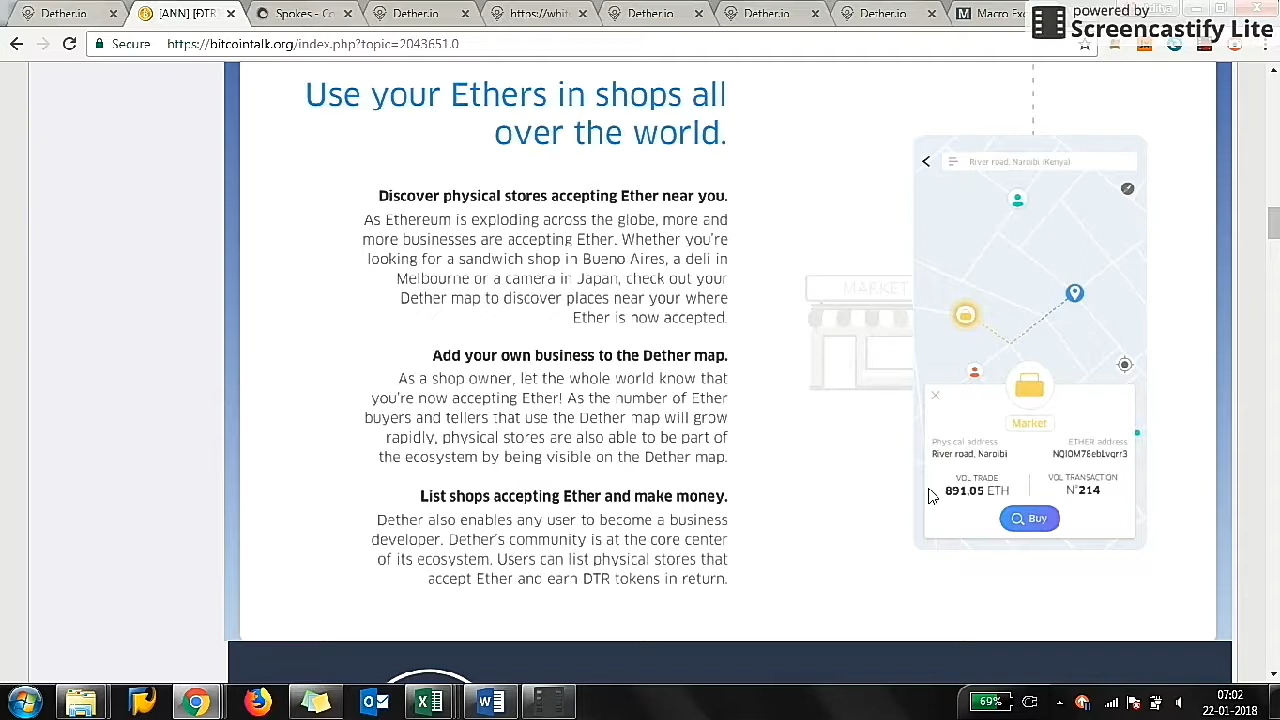 Dether.io
[ANN] [ĐTR]
Spokes -
Dether.io
https://whit
Dether.io
Dether.io
Dether.io
Macro Ex
powered by
Screencastify Lite
Secure
https://bitcointalk.org/index.php?topic=2043630.0
Use your Ethers in shops all
over the world.
Discover physical stores accepting Ether near you.
As Ethereum is exploding across the globe, more and
more businesses are accepting Ether. Whether you're
looking for a sandwich shop in Bueno Aires, a deli in
Melbourne or a camera in Japan, check out your
Dether map to discover places near your where
Ether is now accepted.
Add your own business to the Dether map.
As a shop owner, let the whole world know that
you're now accepting Ether! As the number of Ether
buyers and tellers that use the Dether map will grow
rapidly, physical stores are also able to be part of
he ecosystem by being visible on the Dether map.
List shops accepting Ether and make money.
Dether also enables any user to become a business
developer. Dether's community is at the core center
of its ecosystem. Users can list physical stores that
accept Ether and earn DTR tokens in return.
MARKET
River road, Naroibi (Kenya)
Market
Physical address
River road, Naroibi
ETHER address
VOL TRADE
891,05 ETH
VOL TRANSACTION
N°214
Buy
69%
07:02
22-01-2018